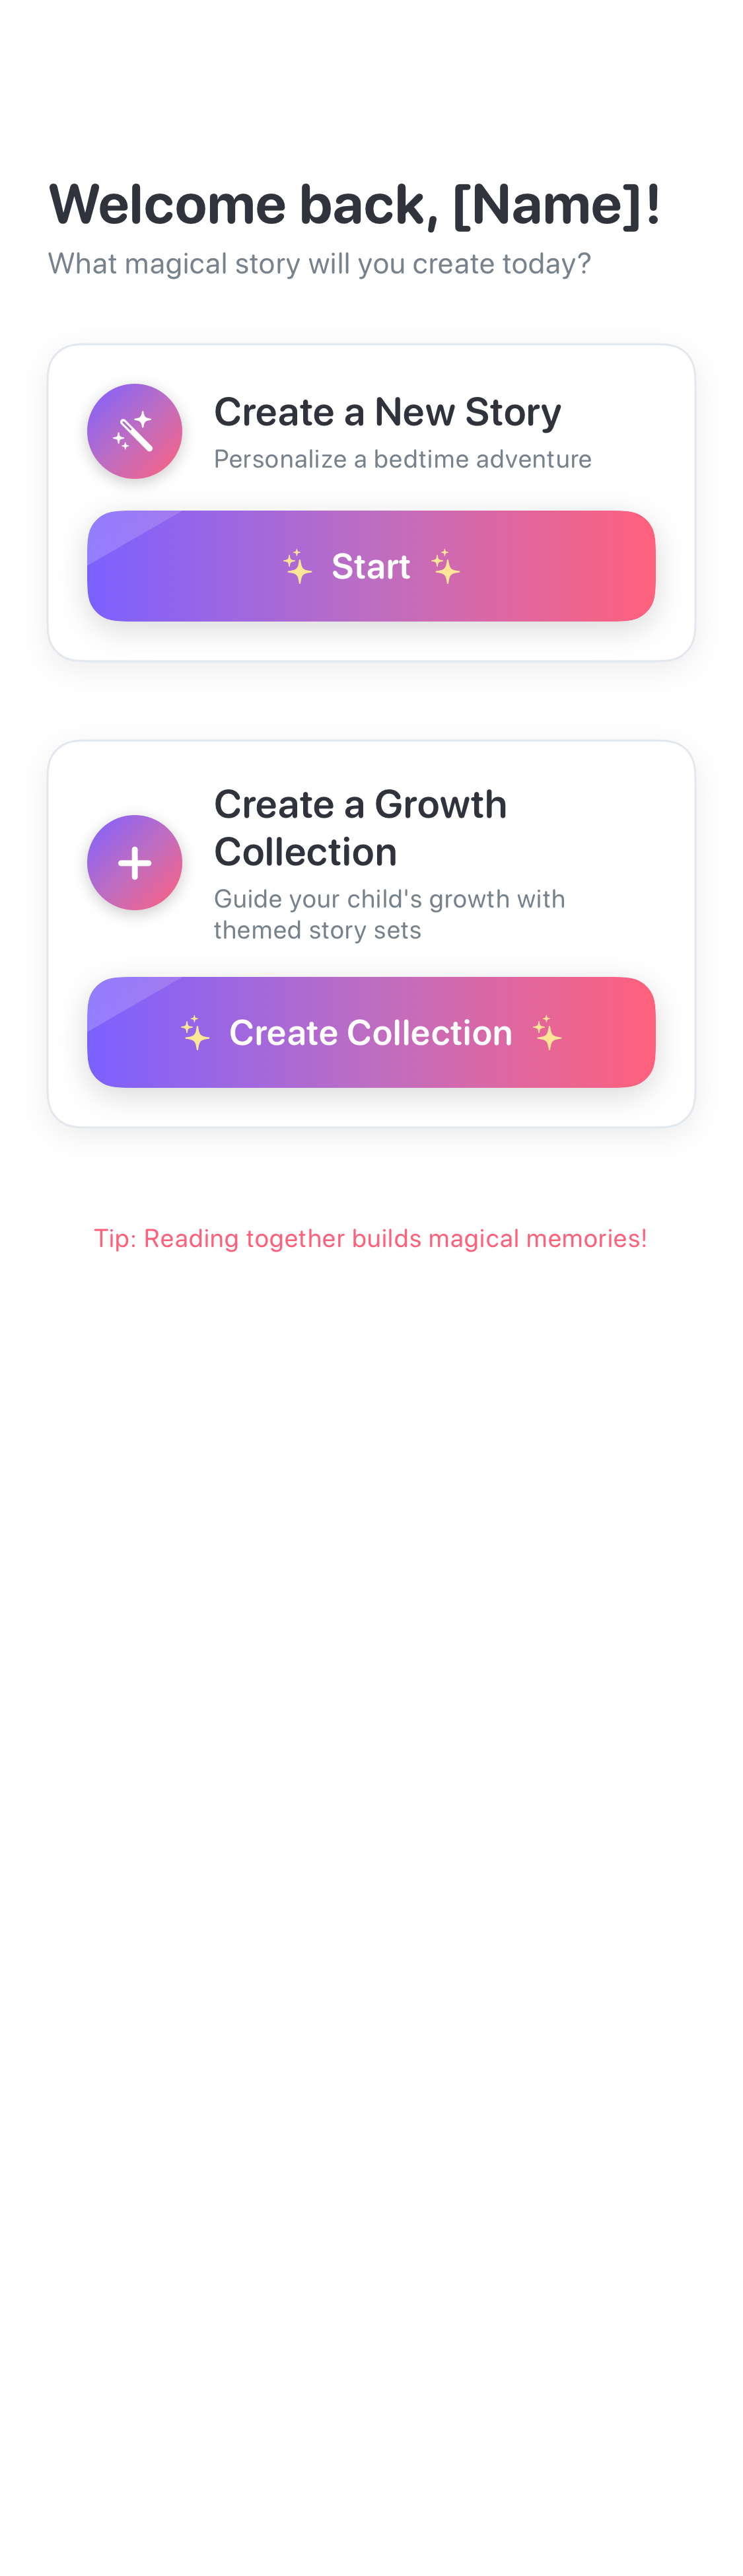 Welcome back, [Name]!
What magical story will you create today?
Create a New Story
Personalize a bedtime adventure
Start
Create a Growth
Collection
Guide your child's growth with
themed story sets
Create Collection
Tip: Reading together builds magical memories!